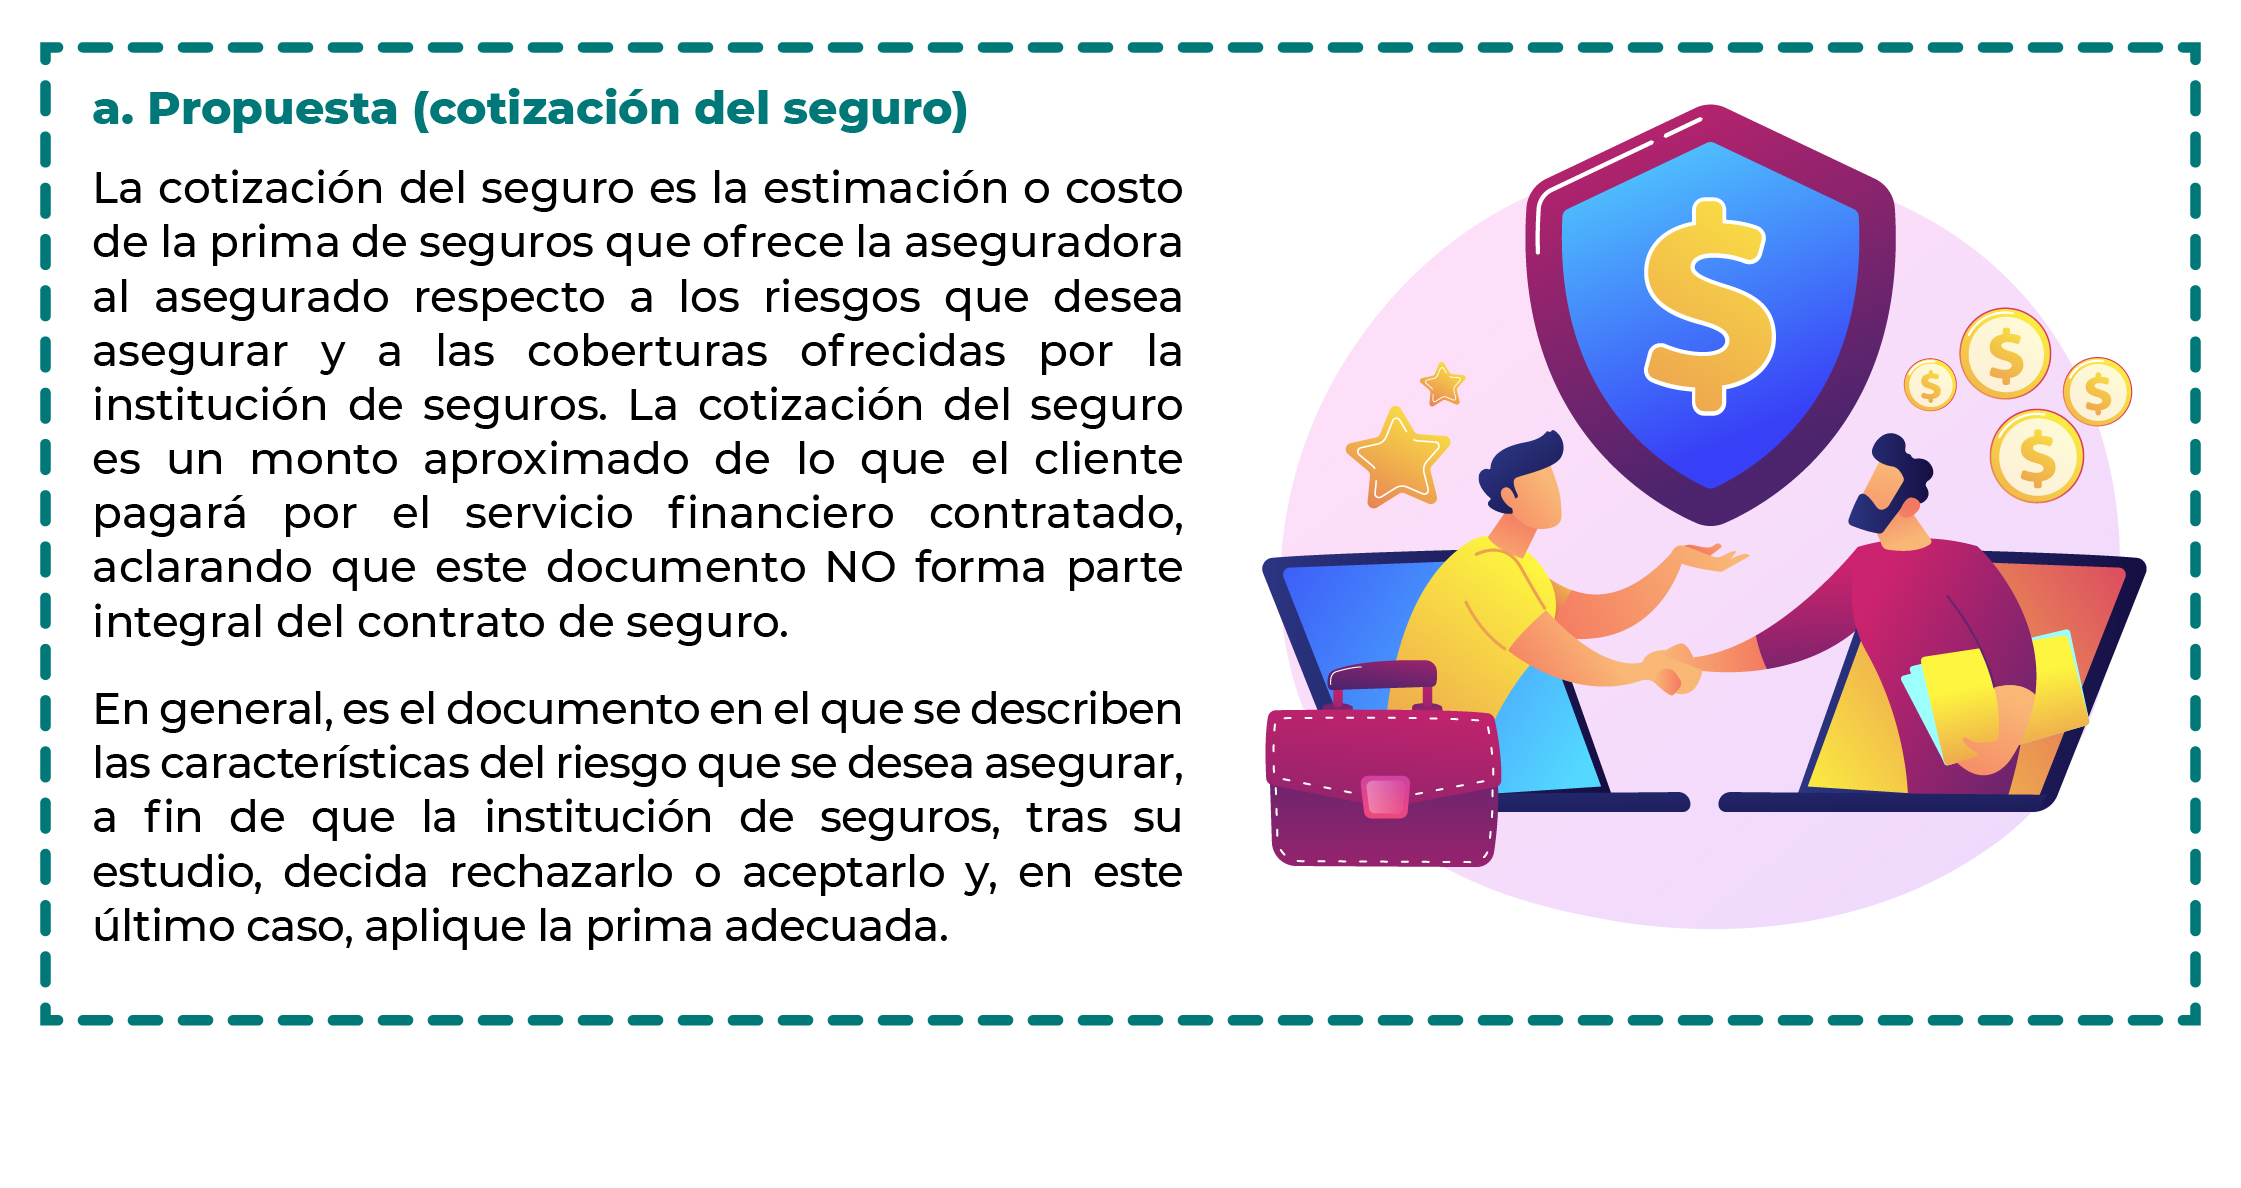 a. Propuesta (cotización del seguro)
La cotización del seguro es la estimación o costo
de la prima de seguros que ofrece la aseguradora
al asegurado respecto a los riesgos que desea
asegurar y a las coberturas ofrecidas por la
institución de seguros. La cotización del seguro
es un monto aproximado de lo que el cliente
pagará por el servicio financiero contratado,
aclarando que este documento NO forma parte
integral del contrato de seguro.
En general, es el documento en el que se describen
las características del riesgo que se desea asegurar,
a fin de que la institución de seguros, tras su
estudio, decida rechazarlo o aceptarlo y, en este
último caso, aplique la prima adecuada.
$
$
$
$
$